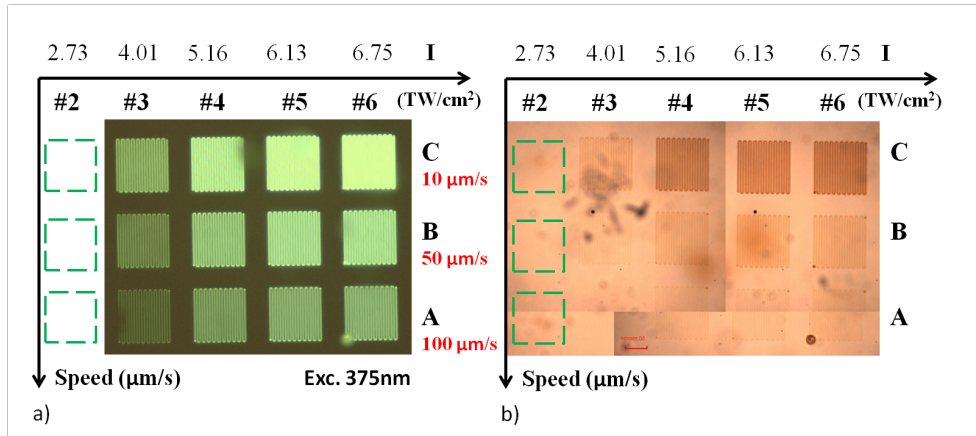 2.73 4.01 5.16 6.13 6.75 I
#2 #3 #4 #5 #6 (TW/cm²)
C
10 µm/s
B
50 µm/s
A
100 µm/s
Speed (µm/s) Exc. 375nm
a)
2.73 4.01 5.16 6.13 6.75 I
#2 #3 #4 #5 #6 (TW/cm²)
C
B
A
Speed (µm/s)
b)